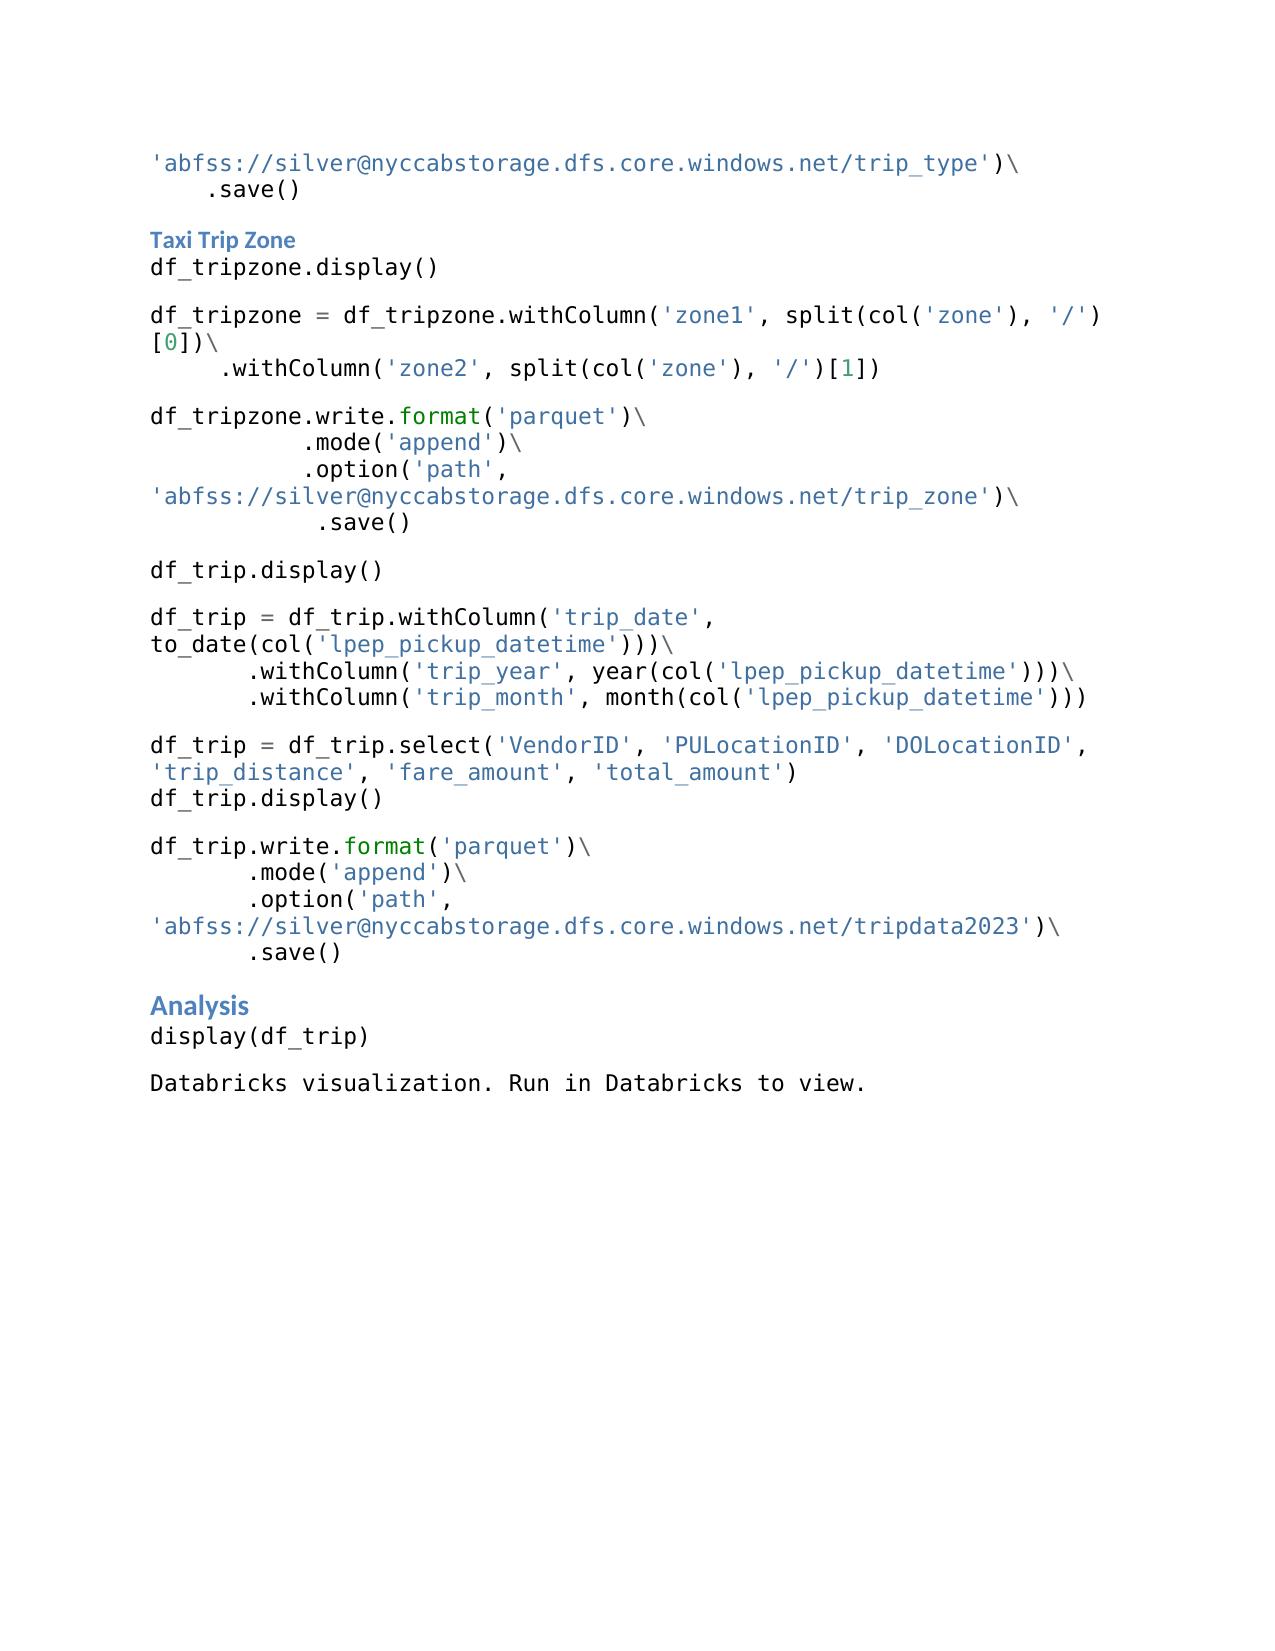 'abfss://silver@nyccabstorage.dfs.core.windows.net/trip_type')\
    .save()
Taxi Trip Zone
df_tripzone.display()
df_tripzone = df_tripzone.withColumn('zone1', split(col('zone'), '/')
[0])\
     .withColumn('zone2', split(col('zone'), '/')[1])
df_tripzone.write.format('parquet')\
           .mode('append')\
           .option('path',
'abfss://silver@nyccabstorage.dfs.core.windows.net/trip_zone')\
            .save()
df_trip.display()
df_trip = df_trip.withColumn('trip_date',
to_date(col('lpep_pickup_datetime')))\
       .withColumn('trip_year', year(col('lpep_pickup_datetime')))\
       .withColumn('trip_month', month(col('lpep_pickup_datetime')))
df_trip = df_trip.select('VendorID', 'PULocationID', 'DOLocationID',
'trip_distance', 'fare_amount', 'total_amount')
df_trip.display()
df_trip.write.format('parquet')\
       .mode('append')\
       .option('path',
'abfss://silver@nyccabstorage.dfs.core.windows.net/tripdata2023')\
       .save()
Analysis
display(df_trip)
Databricks visualization. Run in Databricks to view.